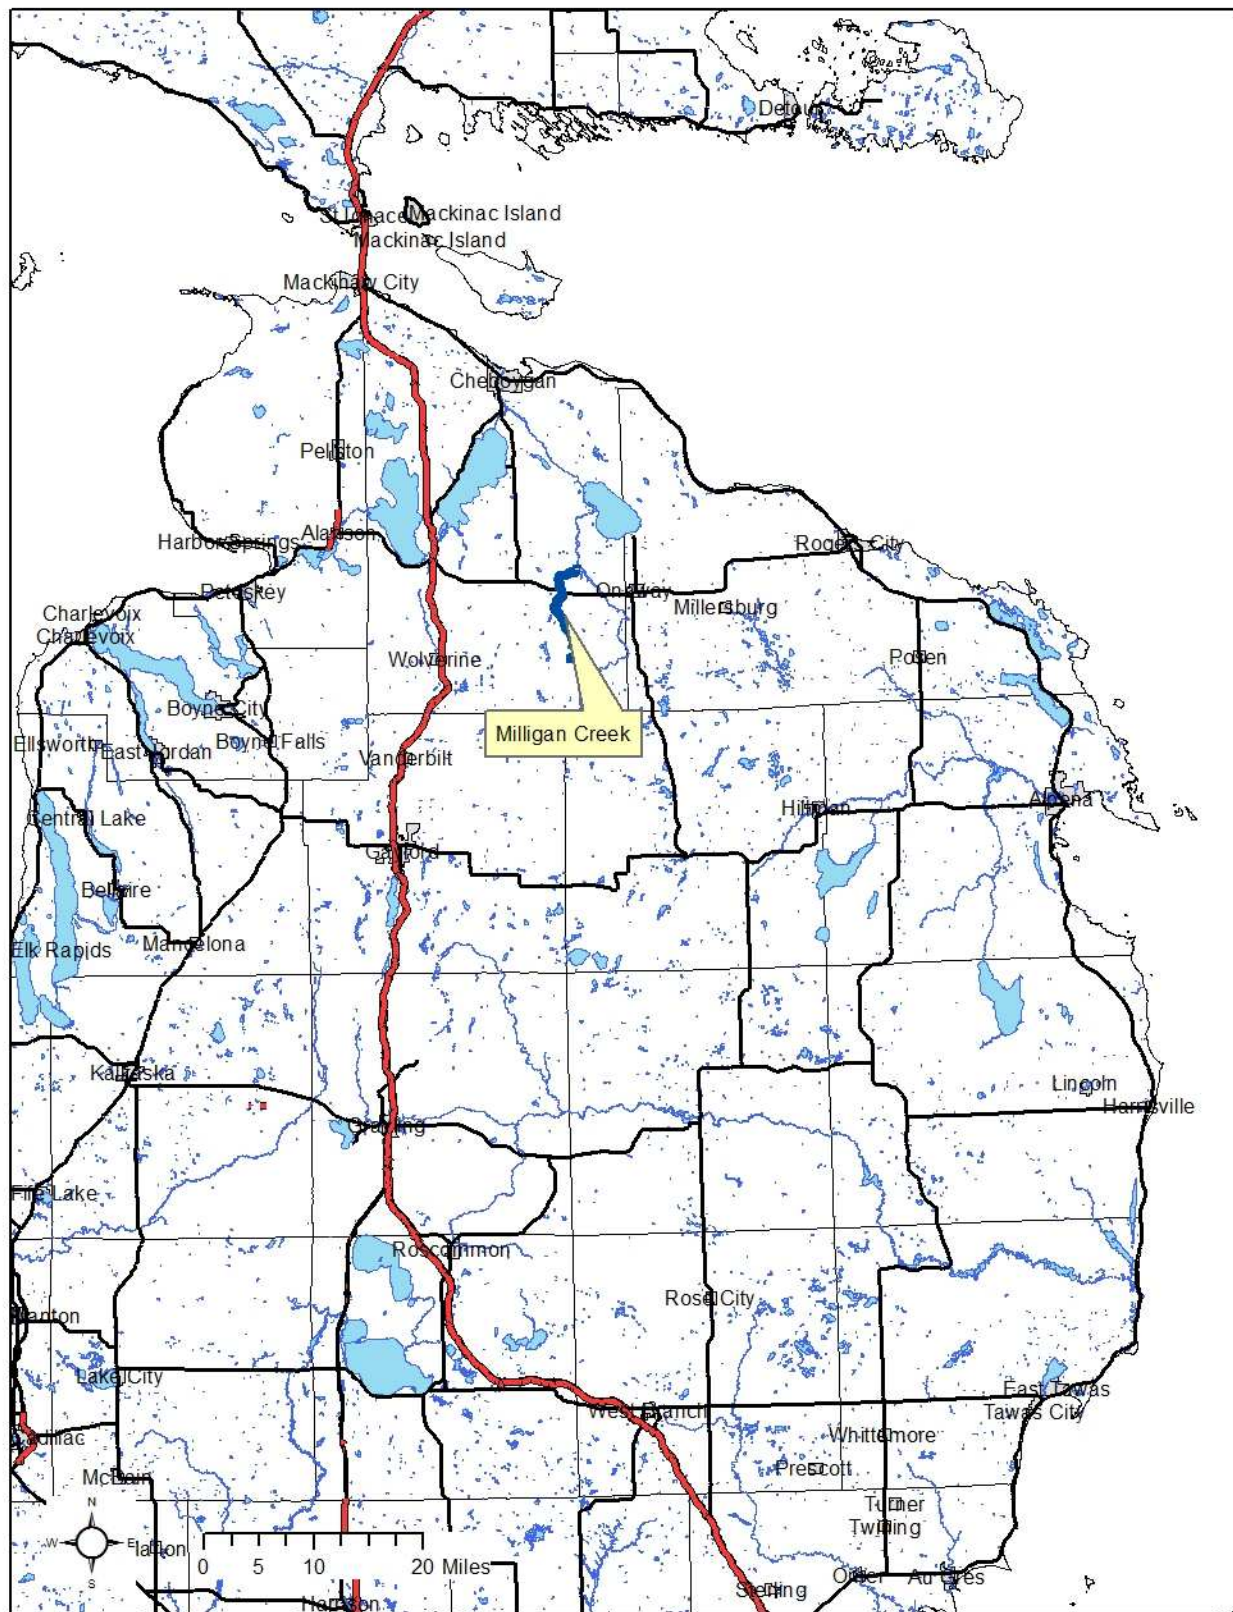 Detour
St Ignace
Mackinac Island
Mackinac Island
Mackinaw City
Cheboygan
Pellston
Alanson
Harbor Springs
Rogers City
Petoskey
Onaway
Millersburg
Charlevoix
Charlevoix
Wolverine
Posen
Boyne City
Milligan Creek
Ellsworth
East Jordan
Boyne Falls
Vanderbilt
Alpena
Hillman
Central Lake
Gaylord
Bellaire
Mancelona
Elk Rapids
Kalkaska
Lincoln
Harrisville
Grayling
Fife Lake
Roscommon
Rose City
Manton
Lake City
East Tawas
Tawas City
West Branch
Whittemore
Cadillac
Prescott
McBain
N
Turner
Twining
W
E
S
Marion
0 5 10 20 Miles
Omer
Au Gres
Sterling
Harrison